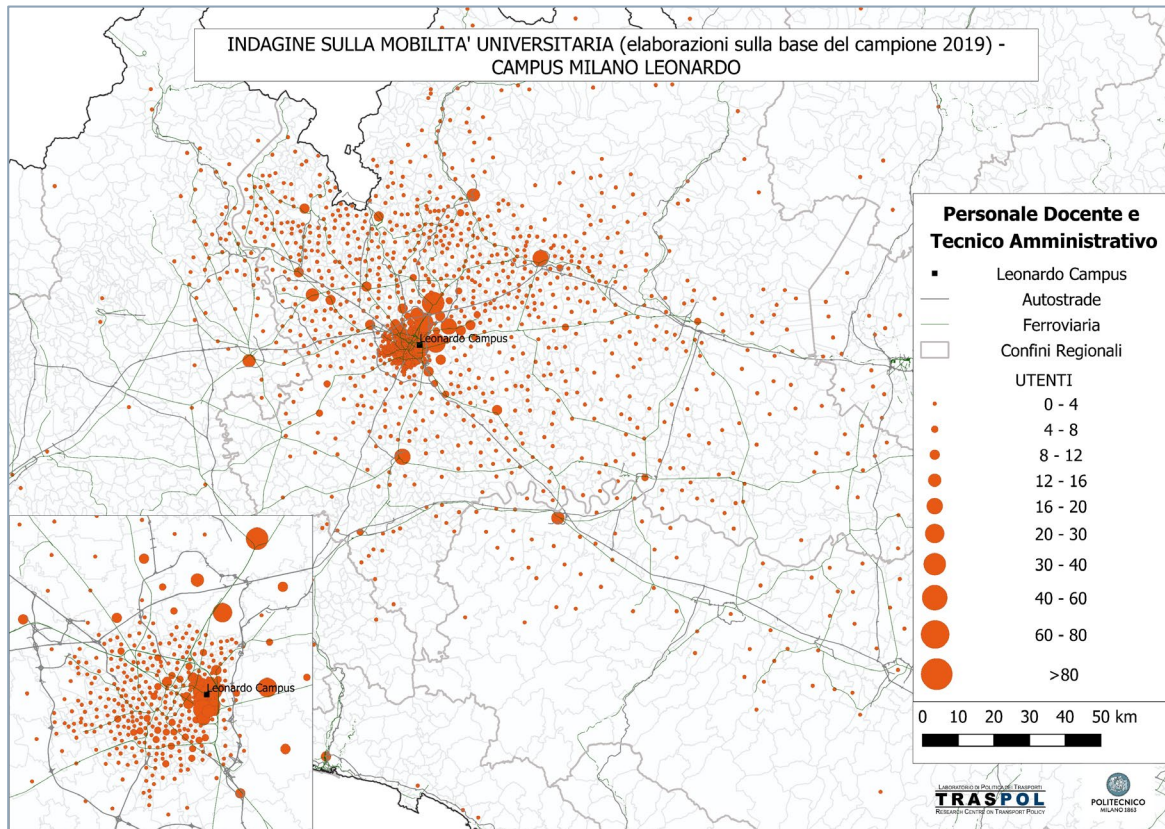 INDAGINE SULLA MOBILITA' UNIVERSITARIA (elaborazioni sulla base del campione 2019) -
CAMPUS MILANO LEONARDO
Leonardo Campus
Personale Docente e
Tecnico Amministrativo
Leonardo Campus
Autostrade
Ferroviaria
Confini Regionali
UTENTI
0 - 4
4 - 8
8 - 12
12 - 16
16 - 20
20 - 30
30 - 40
40 - 60
60 - 80
>80
0 10 20 30 40 50 km
Leonardo Campus
LABORATORIO DI POLITICA DEI TRASPORTI
TRASPOL
RESEARCH CENTRE ON TRANSPORT POLICY
POLITECNICO
MILANO 1863